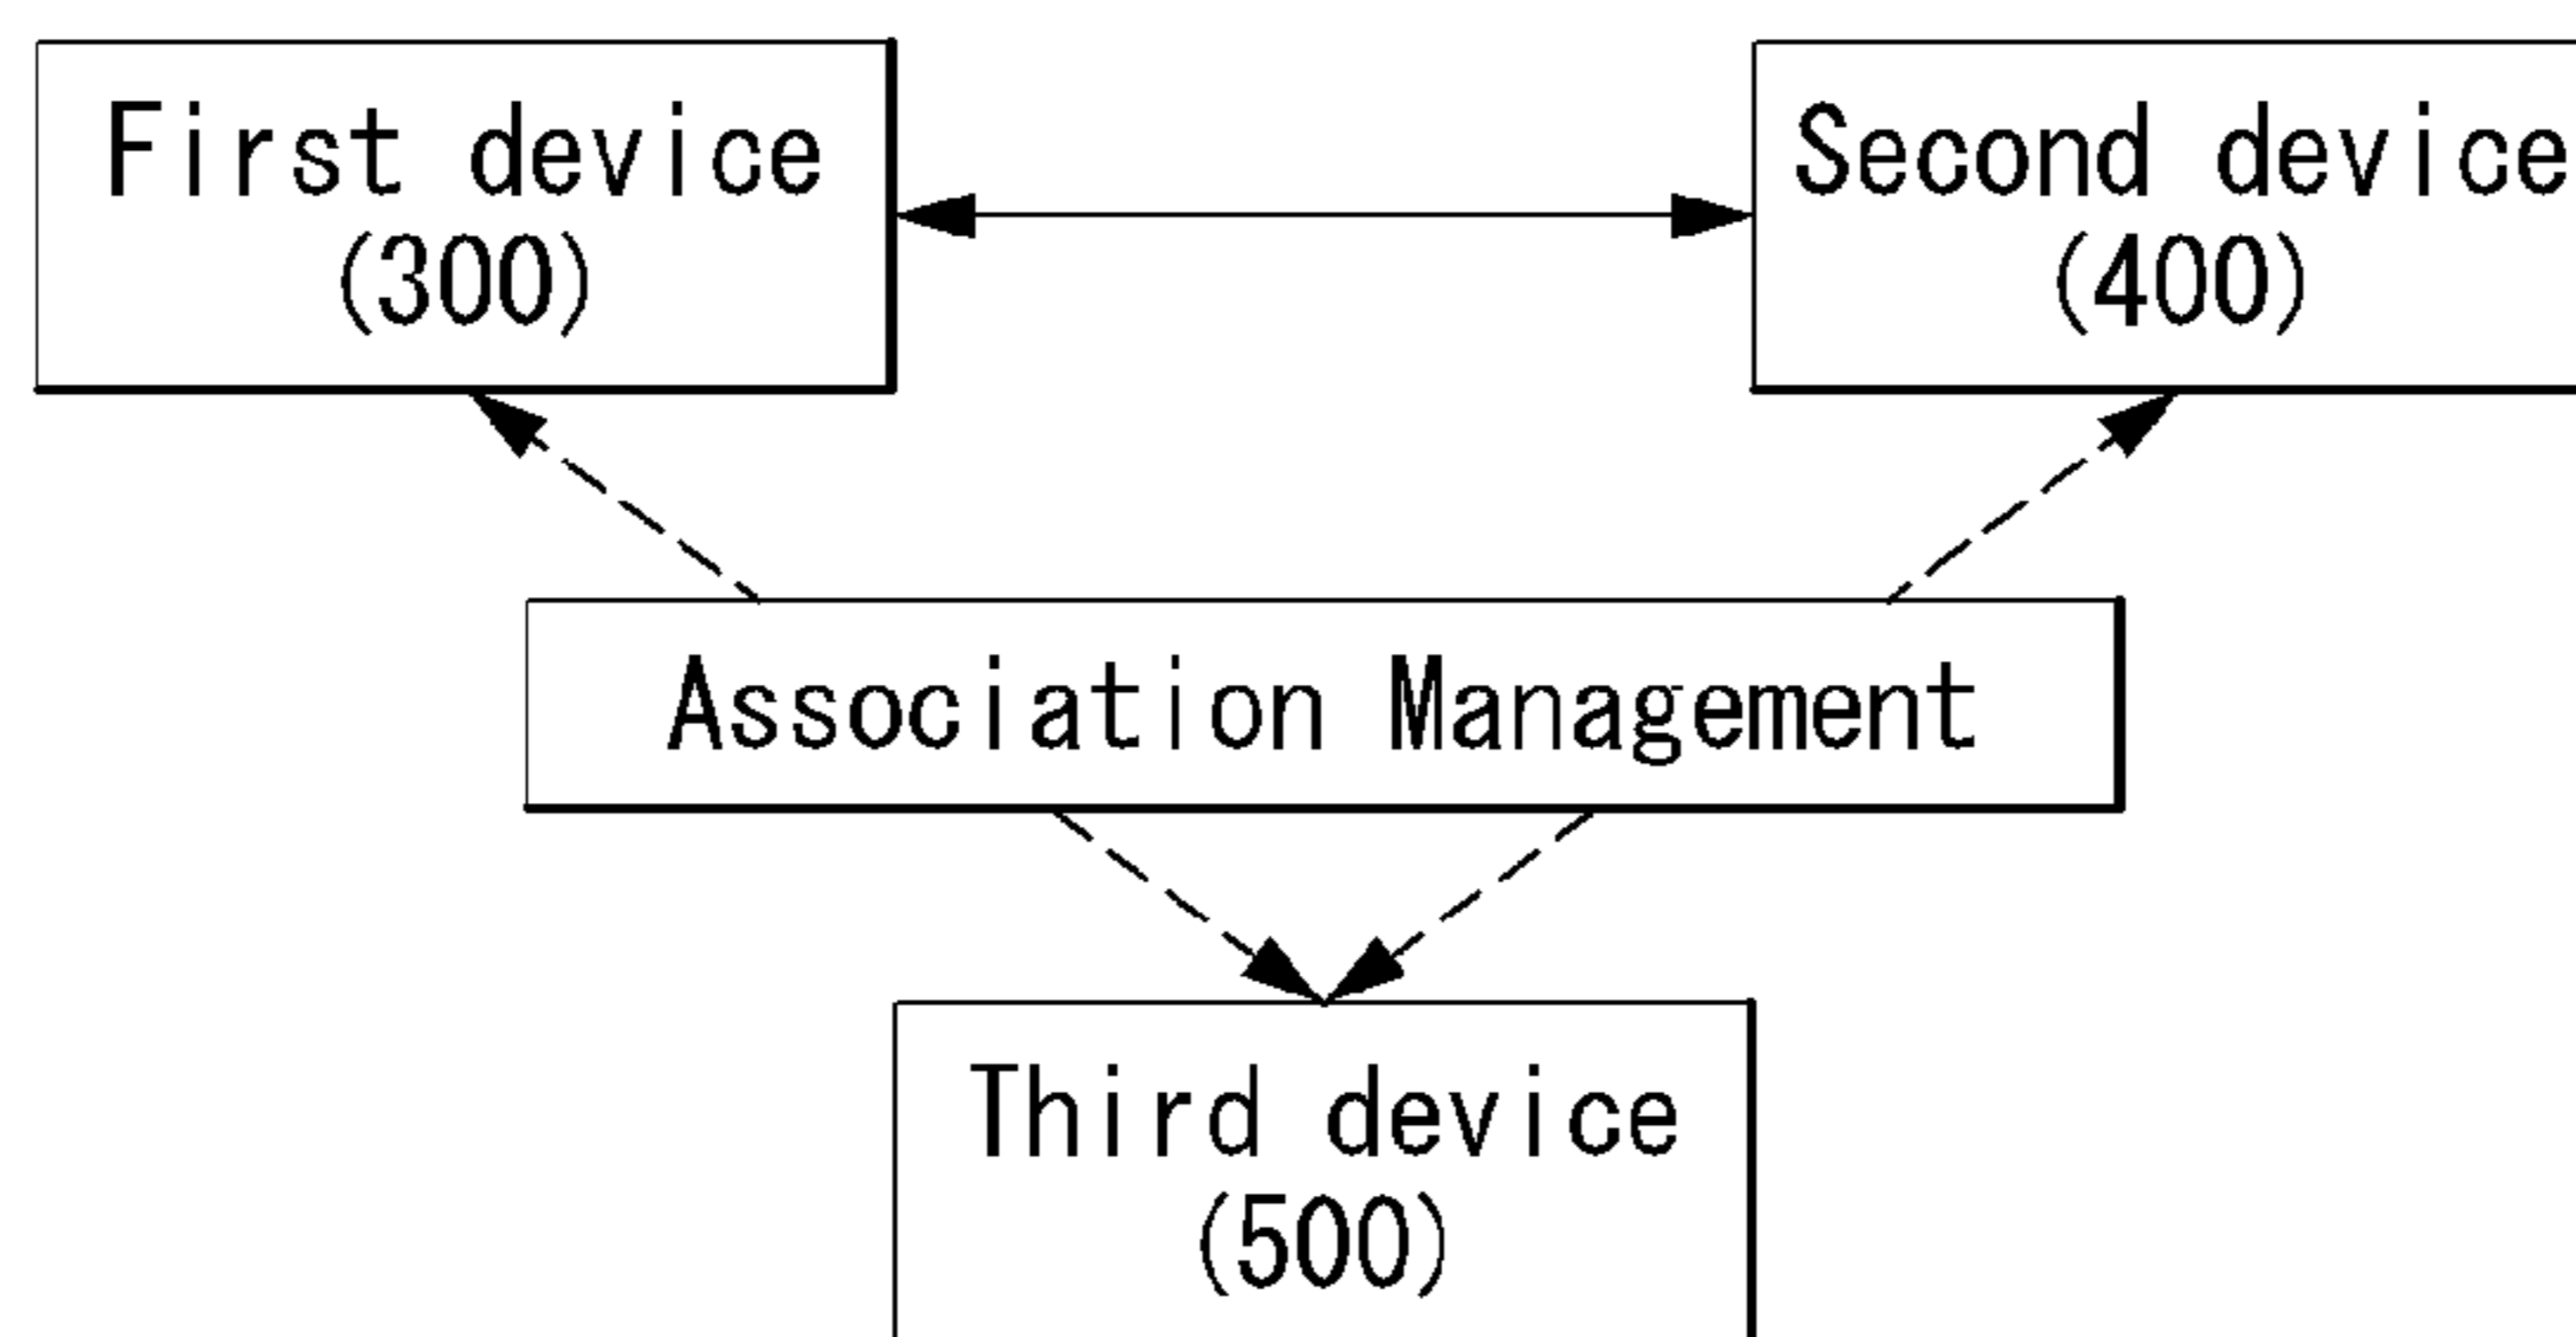 First device
(300)
Second device
(400)
Association Management
Third device
(500)